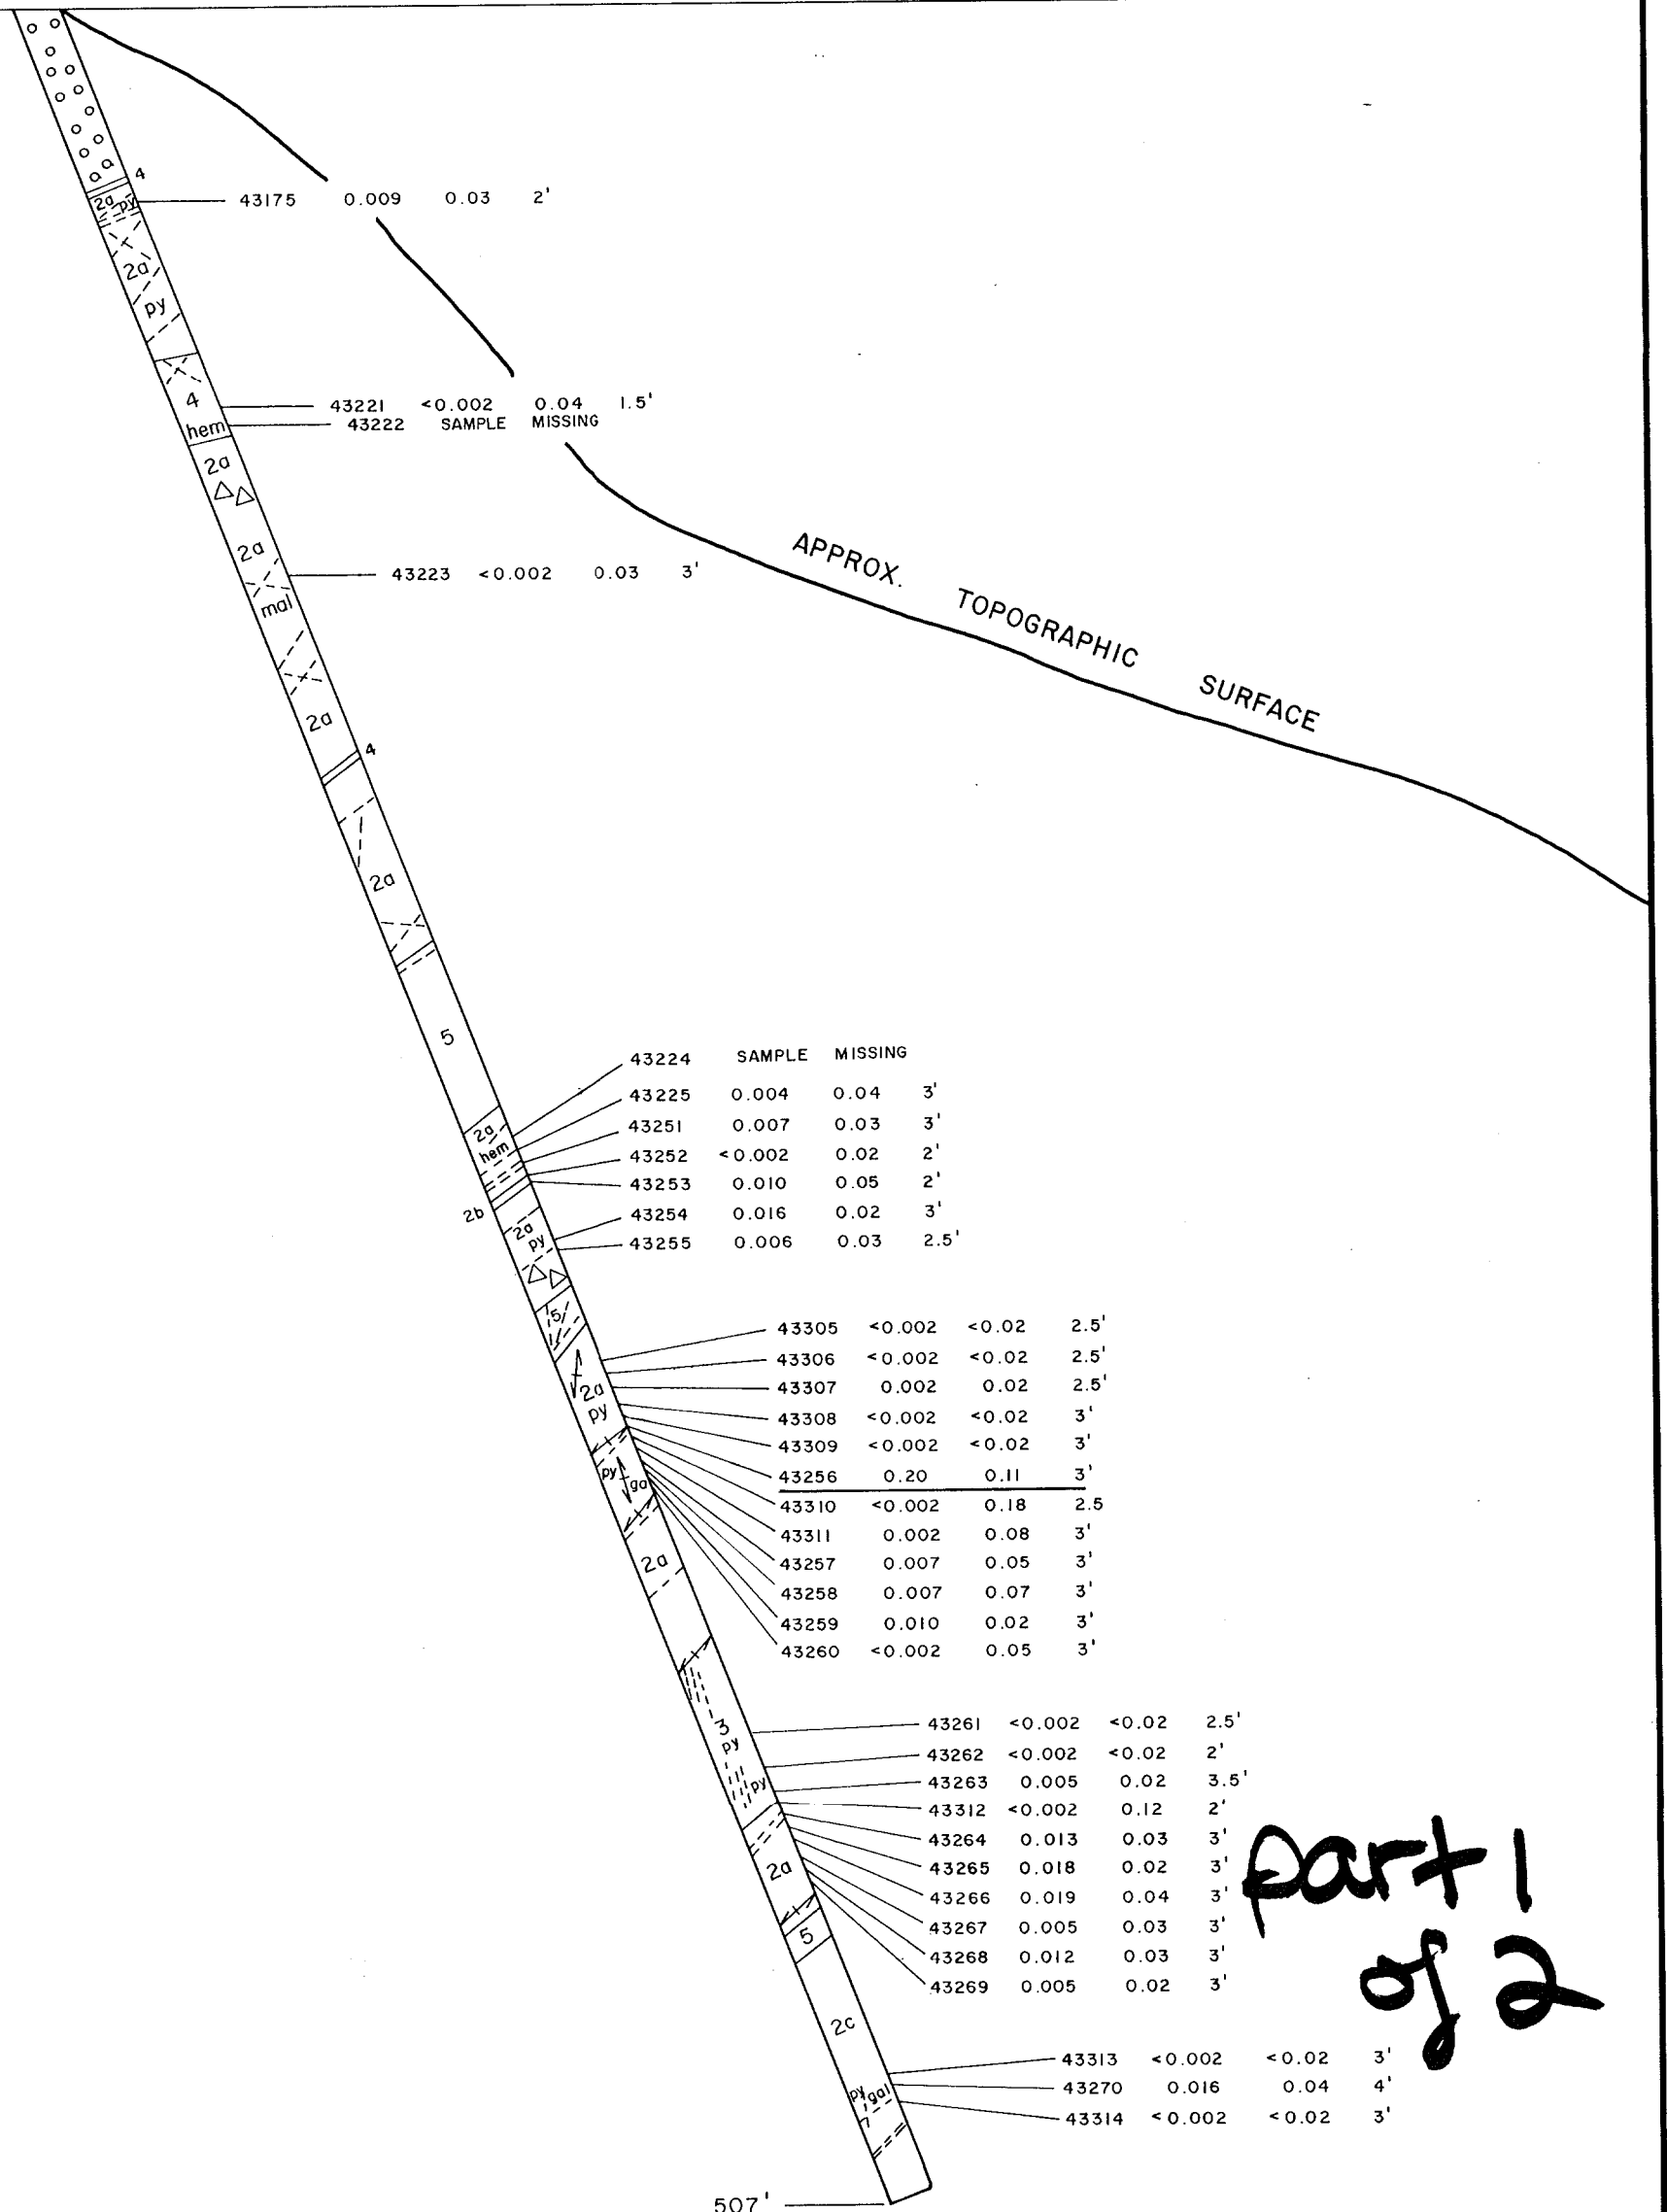 4
2a py
43175 0.009 0.03 2'
2a
py
4
43221 <0.002 0.04 1.5'
hem
43222 SAMPLE MISSING
2a
2a
43223 <0.002 0.03 3'
mal
APPROX. TOPOGRAPHIC SURFACE
2a
4
2a
5
43224 SAMPLE MISSING
43225 0.004 0.04 3'
2a
43251 0.007 0.03 3'
hem
43252 <0.002 0.02 2'
43253 0.010 0.05 2'
2b
43254 0.016 0.02 3'
2a
py
43255 0.006 0.03 2.5'
5
43305 <0.002 <0.02 2.5'
43306 <0.002 <0.02 2.5'
2a
43307 0.002 0.02 2.5'
py
43308 <0.002 <0.02 3'
43309 <0.002 <0.02 3'
py ga
43256 0.20 0.11 3'
43310 <0.002 0.18 2.5
43311 0.002 0.08 3'
2a
43257 0.007 0.05 3'
43258 0.007 0.07 3'
43259 0.010 0.02 3'
43260 <0.002 0.05 3'
3
43261 <0.002 <0.02 2.5'
py
43262 <0.002 <0.02 2'
py
43263 0.005 0.02 3.5'
43312 <0.002 0.12 2'
43264 0.013 0.03 3'
2a
43265 0.018 0.02 3'
43266 0.019 0.04 3'
43267 0.005 0.03 3'
5
43268 0.012 0.03 3'
43269 0.005 0.02 3'
part 1
of 2
2c
43313 <0.002 <0.02 3'
py gal
43270 0.016 0.04 4'
43314 <0.002 <0.02 3'
507'